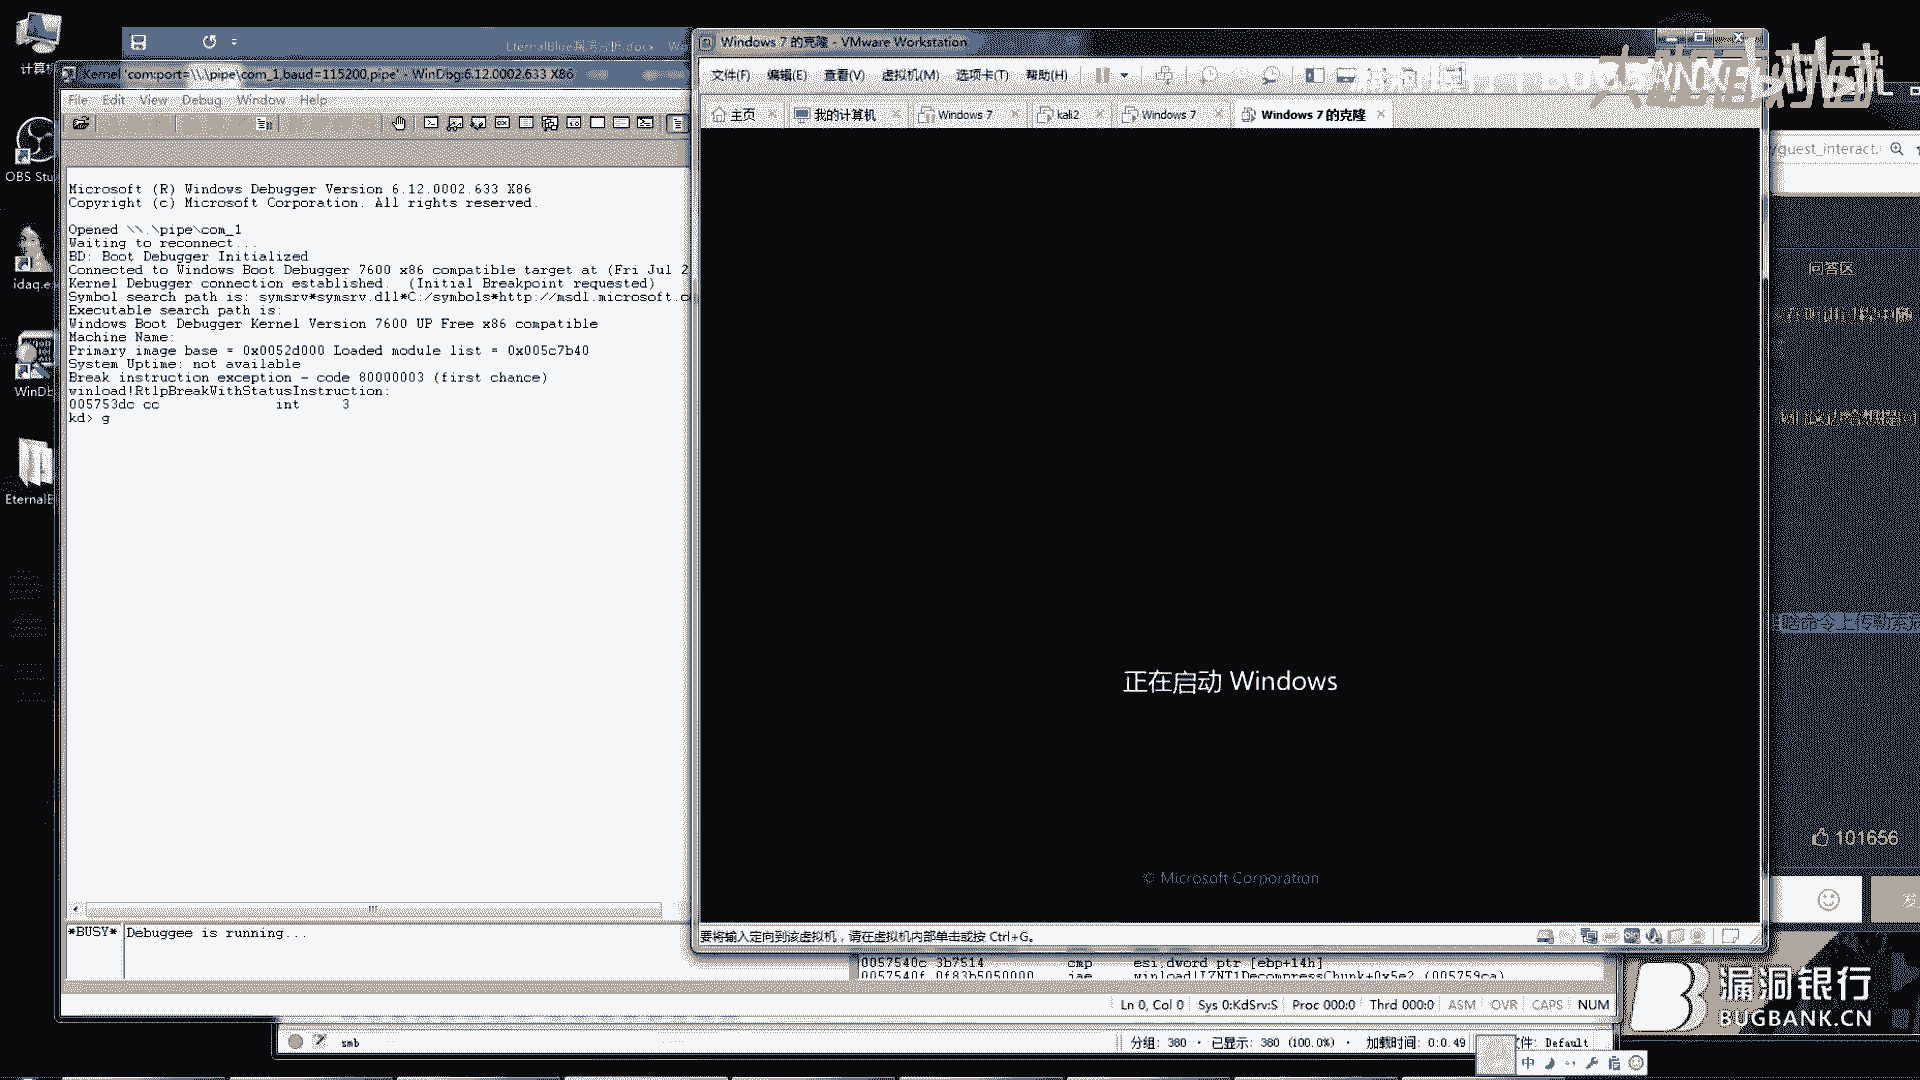 计算机
EternalBlue漏洞分析.docx
Kernel 'com:port=\\.\pipe\com_1,baud=115200,pipe' - WinDbg:6.12.0002.633 X86
File Edit View Debug Window Help
OBS Stu
idaq.e
WinDb
EternalB
Microsoft (R) Windows Debugger Version 6.12.0002.633 X86
Copyright (c) Microsoft Corporation. All rights reserved.
Opened \\.\pipe\com_1
Waiting to reconnect...
BD: Boot Debugger Initialized
Connected to Windows Boot Debugger 7600 x86 compatible target at (Fri Jul 2
Kernel Debugger connection established.  (Initial Breakpoint requested)
Symbol search path is: symsrv*symsrv.dll*C:/symbols*http://msdl.microsoft.c
Executable search path is:
Windows Boot Debugger Kernel Version 7600 UP Free x86 compatible
Machine Name:
Primary image base = 0x0052d000 Loaded module list = 0x005c7b40
System Uptime: not available
Break instruction exception - code 80000003 (first chance)
winload!RtlpBreakWithStatusInstruction:
005753dc cc              int     3
kd> g
*BUSY* Debuggee is running...
Windows 7 的克隆 - VMware Workstation
文件(F) 编辑(E) 查看(V) 虚拟机(M) 选项卡(T) 帮助(H)
主页 我的计算机 Windows 7 kali2 Windows 7 Windows 7 的克隆
正在启动 Windows
© Microsoft Corporation
要将输入定向到该虚拟机，请在虚拟机内部单击或按 Ctrl+G。
0057540c 3b7514          cmp     esi,dword ptr [ebp+14h]
0057540f 0f83b5050000    jae     winload!LZNT1DecompressChunk+0x5e2 (005759ca)
Ln 0, Col 0 Sys 0:KdSrv:S Proc 000:0 Thrd 000:0 ASM OVR CAPS NUM
smb
分组: 380 · 已显示: 380 (100.0%) · 加载时间: 0:0.49
件: Default
中
/guest_interact.
问答区
啥命令上传勒索病
101656
发
漏洞银行
BUGBANK.CN